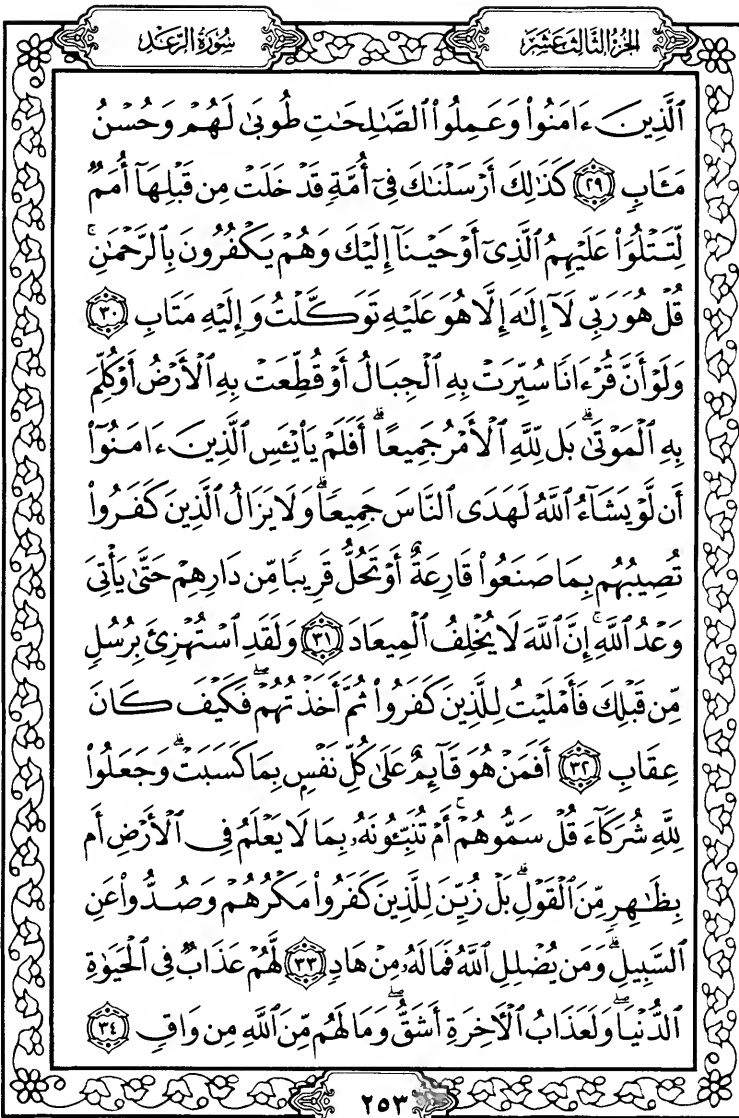 الجزء الثالث عشر
سورة الرعد
ٱلَّذِينَ ءَامَنُواْ وَعَمِلُواْ ٱلصَّٰلِحَٰتِ طُوبَىٰ لَهُمْ وَحُسْنُ
مَـَٔابٍ ٢٩ كَذَٰلِكَ أَرْسَلْنَٰكَ فِىٓ أُمَّةٍ قَدْ خَلَتْ مِن قَبْلِهَآ أُمَمٌ
لِّتَتْلُوَاْ عَلَيْهِمُ ٱلَّذِىٓ أَوْحَيْنَآ إِلَيْكَ وَهُمْ يَكْفُرُونَ بِٱلرَّحْمَٰنِ ۚ
قُلْ هُوَ رَبِّى لَآ إِلَٰهَ إِلَّا هُوَ عَلَيْهِ تَوَكَّلْتُ وَإِلَيْهِ مَتَابِ ٣٠
وَلَوْ أَنَّ قُرْءَانًا سُيِّرَتْ بِهِ ٱلْجِبَالُ أَوْ قُطِّعَتْ بِهِ ٱلْأَرْضُ أَوْ كُلِّمَ
بِهِ ٱلْمَوْتَىٰ ۗ بَل لِّلَّهِ ٱلْأَمْرُ جَمِيعًا ۗ أَفَلَمْ يَاْيْـَٔسِ ٱلَّذِينَ ءَامَنُوٓاْ
أَن لَّوْ يَشَآءُ ٱللَّهُ لَهَدَى ٱلنَّاسَ جَمِيعًا ۗ وَلَا يَزَالُ ٱلَّذِينَ كَفَرُواْ
تُصِيبُهُم بِمَا صَنَعُواْ قَارِعَةٌ أَوْ تَحُلُّ قَرِيبًا مِّن دَارِهِمْ حَتَّىٰ يَأْتِىَ
وَعْدُ ٱللَّهِ ۚ إِنَّ ٱللَّهَ لَا يُخْلِفُ ٱلْمِيعَادَ ٣١ وَلَقَدِ ٱسْتُهْزِئَ بِرُسُلٍ
مِّن قَبْلِكَ فَأَمْلَيْتُ لِلَّذِينَ كَفَرُواْ ثُمَّ أَخَذْتُهُمْ ۖ فَكَيْفَ كَانَ
عِقَابِ ٣٢ أَفَمَنْ هُوَ قَآئِمٌ عَلَىٰ كُلِّ نَفْسٍۭ بِمَا كَسَبَتْ ۗ وَجَعَلُواْ
لِلَّهِ شُرَكَآءَ قُلْ سَمُّوهُمْ ۚ أَمْ تُنَبِّـُٔونَهُۥ بِمَا لَا يَعْلَمُ فِى ٱلْأَرْضِ أَم
بِظَٰهِرٍ مِّنَ ٱلْقَوْلِ ۗ بَلْ زُيِّنَ لِلَّذِينَ كَفَرُواْ مَكْرُهُمْ وَصُدُّواْ عَنِ
ٱلسَّبِيلِ ۗ وَمَن يُضْلِلِ ٱللَّهُ فَمَا لَهُۥ مِنْ هَادٍ ٣٣ لَّهُمْ عَذَابٌ فِى ٱلْحَيَوٰةِ
ٱلدُّنْيَا ۖ وَلَعَذَابُ ٱلْأَخِرَةِ أَشَقُّ ۖ وَمَا لَهُم مِّنَ ٱللَّهِ مِن وَاقٍ ٣٤
٢٥٣